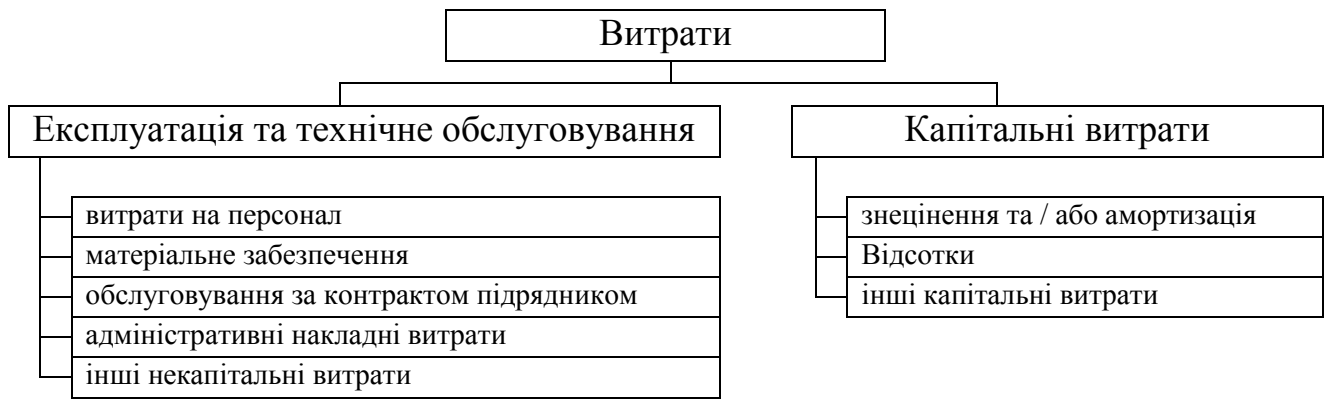 Витрати
Експлуатація та технічне обслуговування
витрати на персонал
матеріальне забезпечення
обслуговування за контрактом підрядником
адміністративні накладні витрати
інші некапітальні витрати
Капітальні витрати
знецінення та / або амортизація
Відсотки
інші капітальні витрати